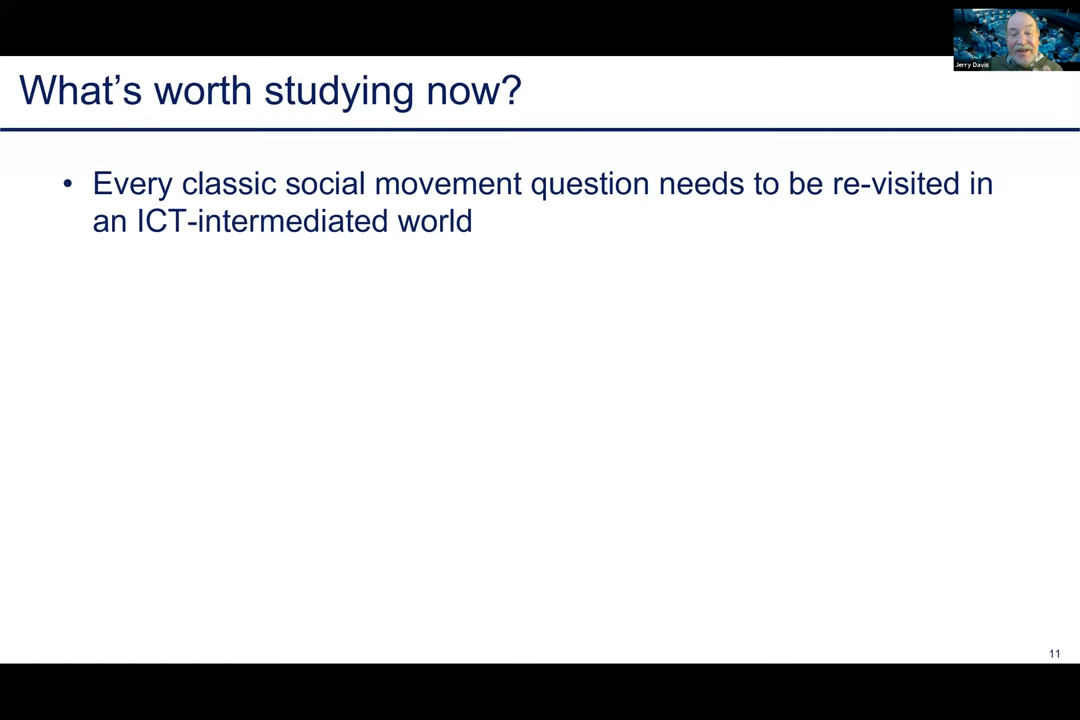 Jerry Davis
What's worth studying now?
• Every classic social movement question needs to be re-visited in
an ICT-intermediated world
11